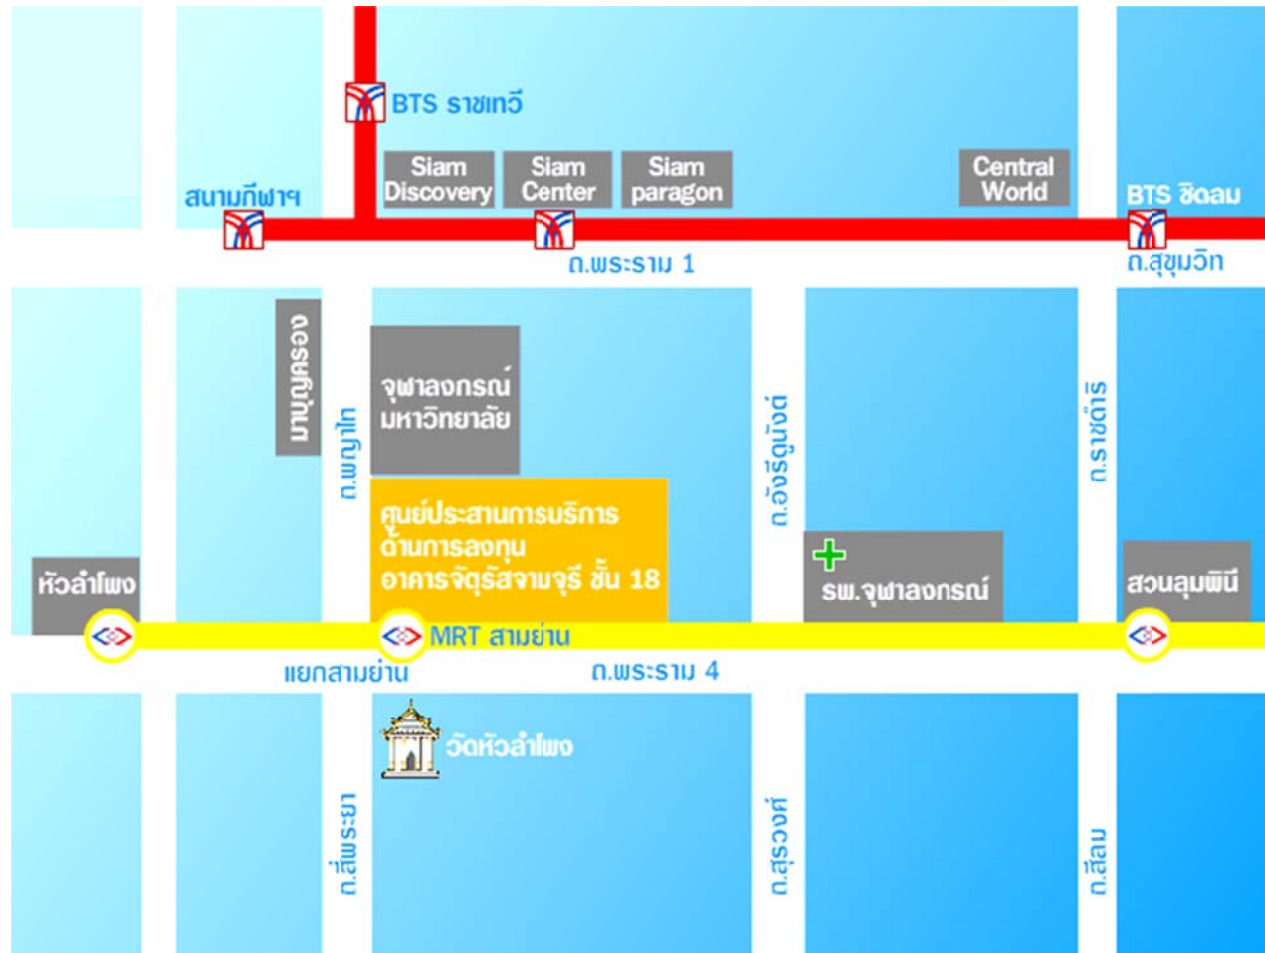 BTS ราชเทวี
Siam
Discovery
Siam
Center
Siam
paragon
Central
World
สนามกีฬาฯ
BTS ชิดลม
ถ.พระราม 1
ถ.สุขุมวิท
มาบุญครอง
จุฬาลงกรณ์
มหาวิทยาลัย
ถ.พญาไท
ถ.อังรีดูนังต์
ถ.ราชดำริ
ศูนย์ประสานการบริการ
ด้านการลงทุน
อาคารจัตุรัสจามจุรี ชั้น 18
หัวลำโพง
รพ.จุฬาลงกรณ์
สวนลุมพินี
MRT สามย่าน
แยกสามย่าน
ถ.พระราม 4
วัดหัวลำโพง
ถ.สี่พระยา
ถ.สุรวงศ์
ถ.สีลม